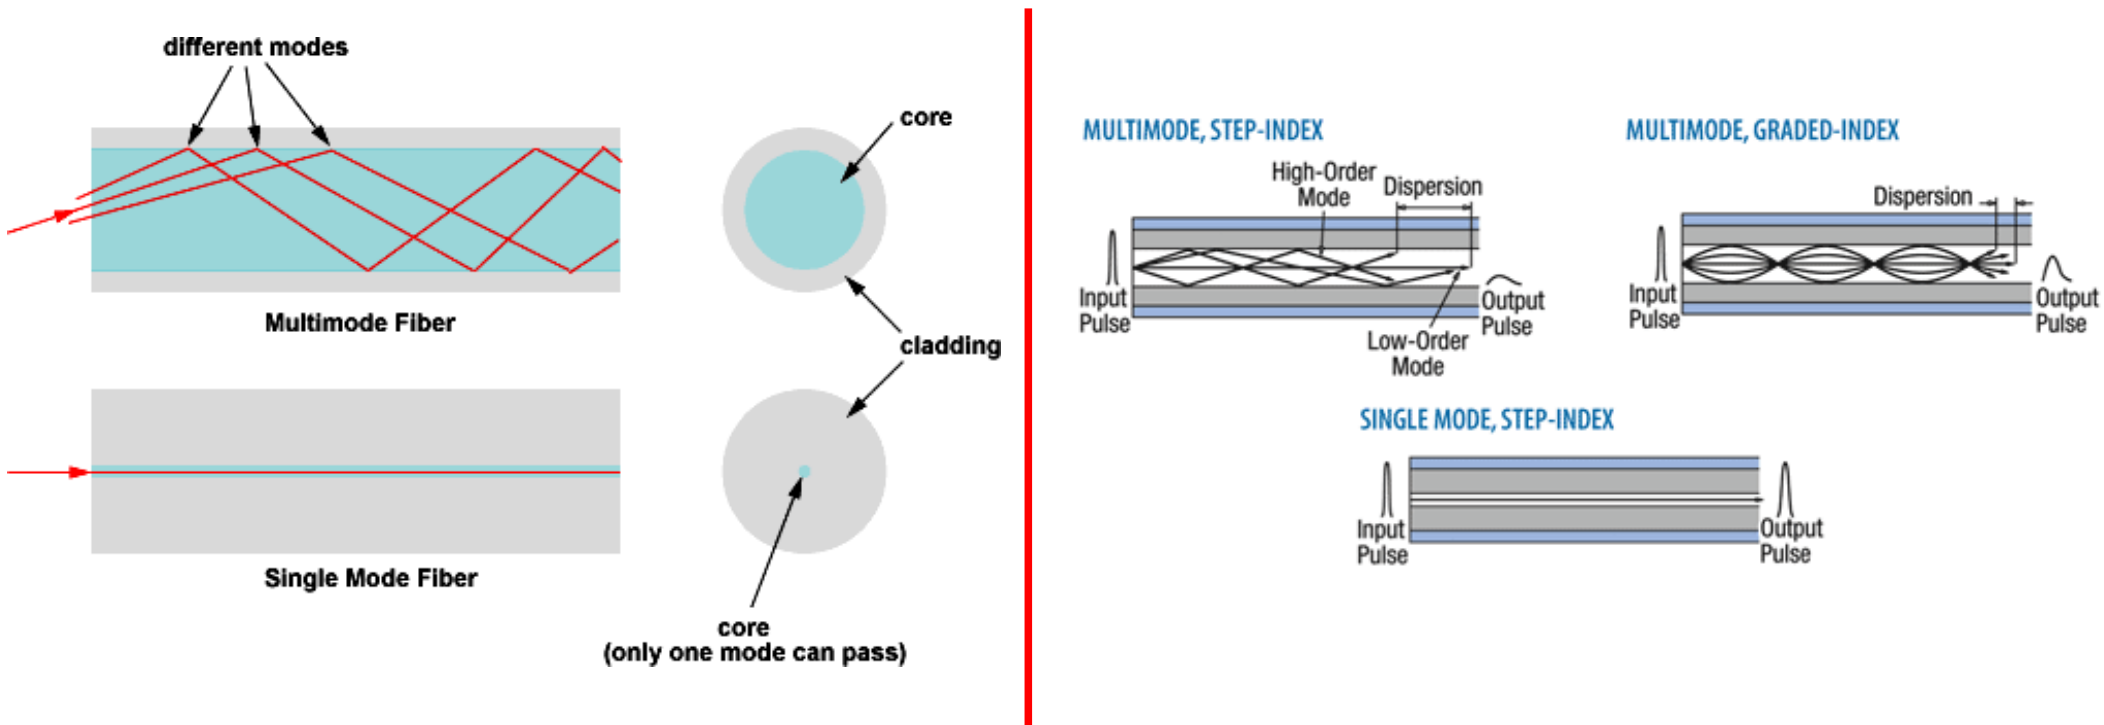 different modes
core
Multimode Fiber
cladding
Single Mode Fiber
core
(only one mode can pass)
MULTIMODE, STEP-INDEX
High-Order
Mode
Dispersion
Input
Pulse
Output
Pulse
Low-Order
Mode
MULTIMODE, GRADED-INDEX
Dispersion
Input
Pulse
Output
Pulse
SINGLE MODE, STEP-INDEX
Input
Pulse
Output
Pulse